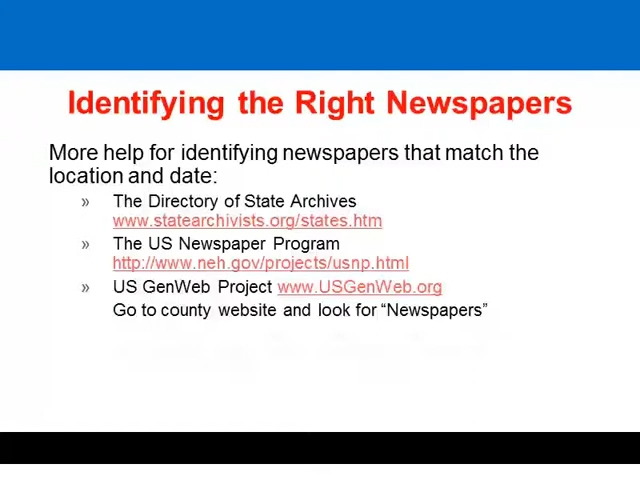 Identifying the Right Newspapers
More help for identifying newspapers that match the
location and date:
» The Directory of State Archives
www.statearchivists.org/states.htm
» The US Newspaper Program
http://www.neh.gov/projects/usnp.html
» US GenWeb Project www.USGenWeb.org
Go to county website and look for “Newspapers”